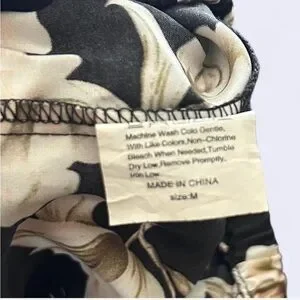 Machine Wash Cold Gentle,
With Like Colors,Non-Chlorine
Bleach When Needed,Tumble
Dry Low,Remove Promptly,
Iron Low
MADE IN CHINA
size:M